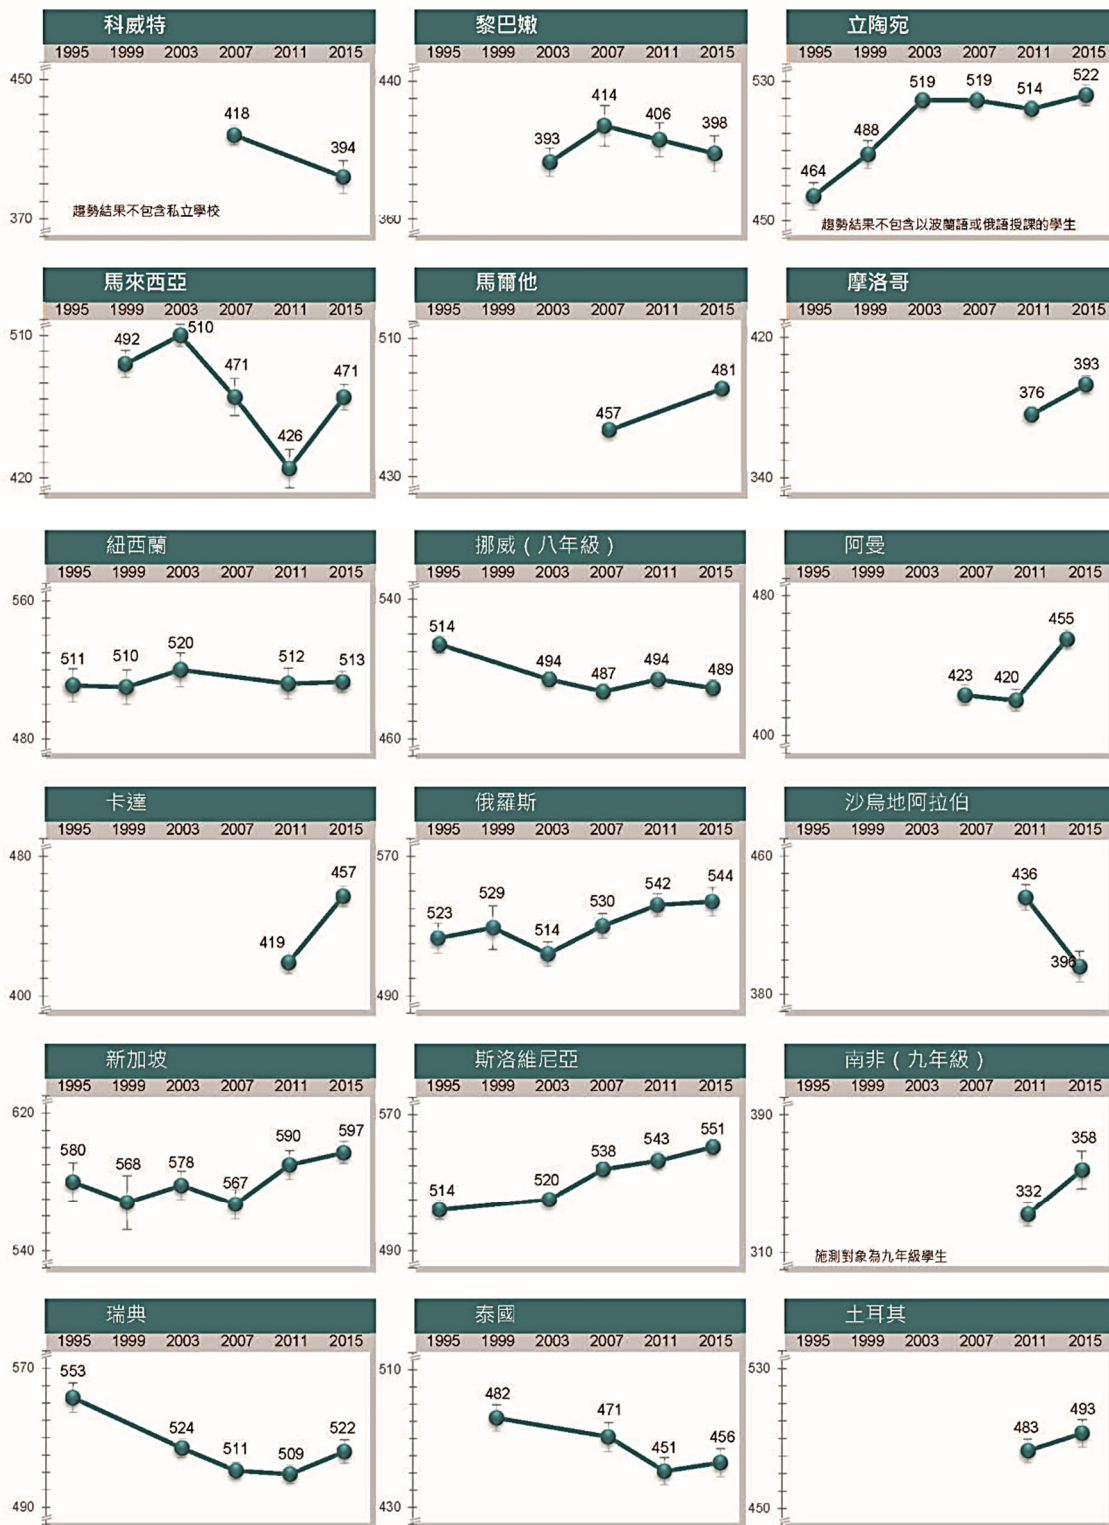 科威特
1995 1999 2003 2007 2011 2015
450
418
394
趨勢結果不包含私立學校
370
黎巴嫩
1995 1999 2003 2007 2011 2015
440
393
414
406
398
360
立陶宛
1995 1999 2003 2007 2011 2015
530
464
488
519
519
514
522
450
趨勢結果不包含以波蘭語或俄語授課的學生
馬來西亞
1995 1999 2003 2007 2011 2015
510
492
510
471
426
471
420
馬爾他
1995 1999 2003 2007 2011 2015
510
457
481
430
摩洛哥
1995 1999 2003 2007 2011 2015
420
376
393
340
紐西蘭
1995 1999 2003 2007 2011 2015
560
511
510
520
512
513
480
挪威（八年級）
1995 1999 2003 2007 2011 2015
540
514
494
487
494
489
460
阿曼
1995 1999 2003 2007 2011 2015
480
423
420
455
400
卡達
1995 1999 2003 2007 2011 2015
480
419
457
400
俄羅斯
1995 1999 2003 2007 2011 2015
570
523
529
514
530
542
544
490
沙烏地阿拉伯
1995 1999 2003 2007 2011 2015
460
436
396
380
新加坡
1995 1999 2003 2007 2011 2015
620
580
568
578
567
590
597
540
斯洛維尼亞
1995 1999 2003 2007 2011 2015
570
514
520
538
543
551
490
南非（九年級）
1995 1999 2003 2007 2011 2015
390
332
358
310
施測對象為九年級學生
瑞典
1995 1999 2003 2007 2011 2015
570
553
524
511
509
522
490
泰國
1995 1999 2003 2007 2011 2015
510
482
471
451
456
430
土耳其
1995 1999 2003 2007 2011 2015
530
483
493
450